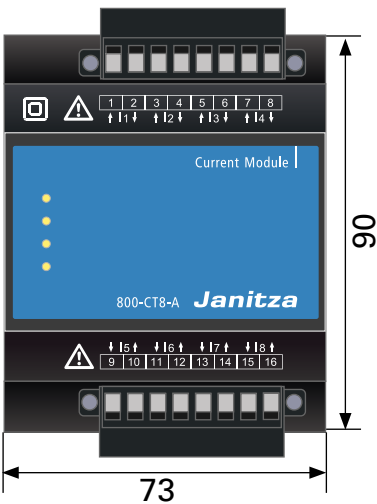 1 2 3 4 5 6 7 8
I1 I2 I3 I4
Current Module
90
800-CT8-A Janitza
I5 I6 I7 I8
9 10 11 12 13 14 15 16
73